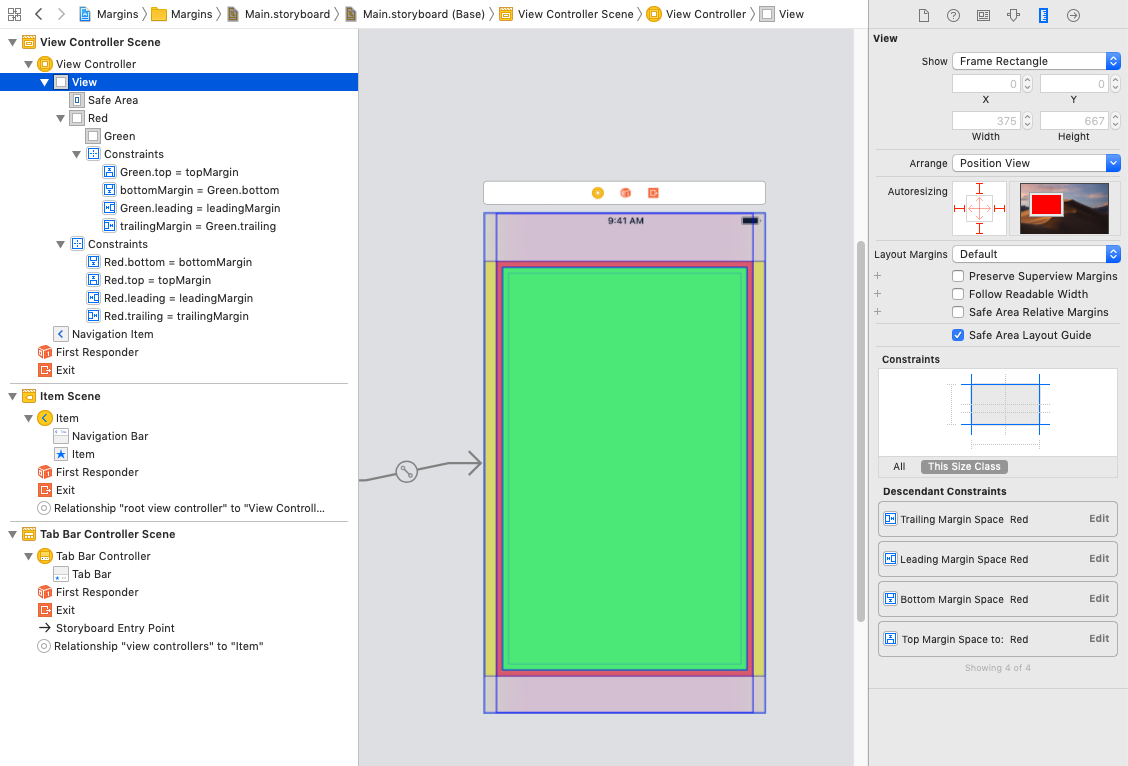 Margins Margins Main.storyboard Main.storyboard (Base) View Controller Scene View Controller View
View Controller Scene
View Controller
View
Safe Area
Red
Green
Constraints
Green.top = topMargin
bottomMargin = Green.bottom
Green.leading = leadingMargin
trailingMargin = Green.trailing
Constraints
Red.bottom = bottomMargin
Red.top = topMargin
Red.leading = leadingMargin
Red.trailing = trailingMargin
Navigation Item
First Responder
Exit
Item Scene
Item
Navigation Bar
Item
First Responder
Exit
Relationship "root view controller" to "View Controll...
Tab Bar Controller Scene
Tab Bar Controller
Tab Bar
First Responder
Exit
Storyboard Entry Point
Relationship "view controllers" to "Item"
9:41 AM
View
Show Frame Rectangle
0 0
X Y
375 667
Width Height
Arrange Position View
Autoresizing
Layout Margins Default
Preserve Superview Margins
Follow Readable Width
Safe Area Relative Margins
Safe Area Layout Guide
Constraints
All This Size Class
Descendant Constraints
Trailing Margin Space Red Edit
Leading Margin Space Red Edit
Bottom Margin Space Red Edit
Top Margin Space to: Red Edit
Showing 4 of 4